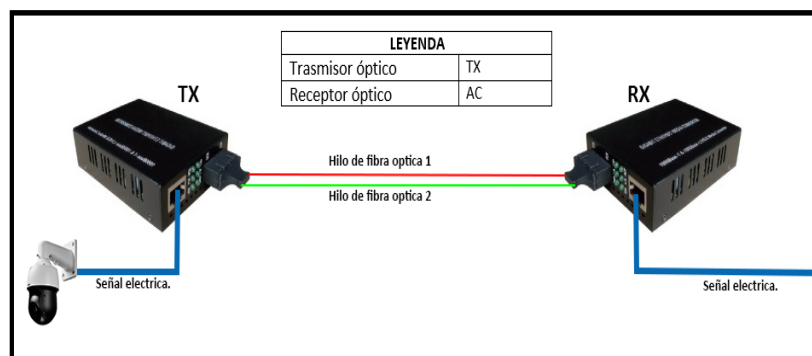 LEYENDA
Trasmisor óptico TX
Receptor óptico AC
TX
RX
Hilo de fibra optica 1
Hilo de fibra optica 2
Señal electrica.
Señal electrica.